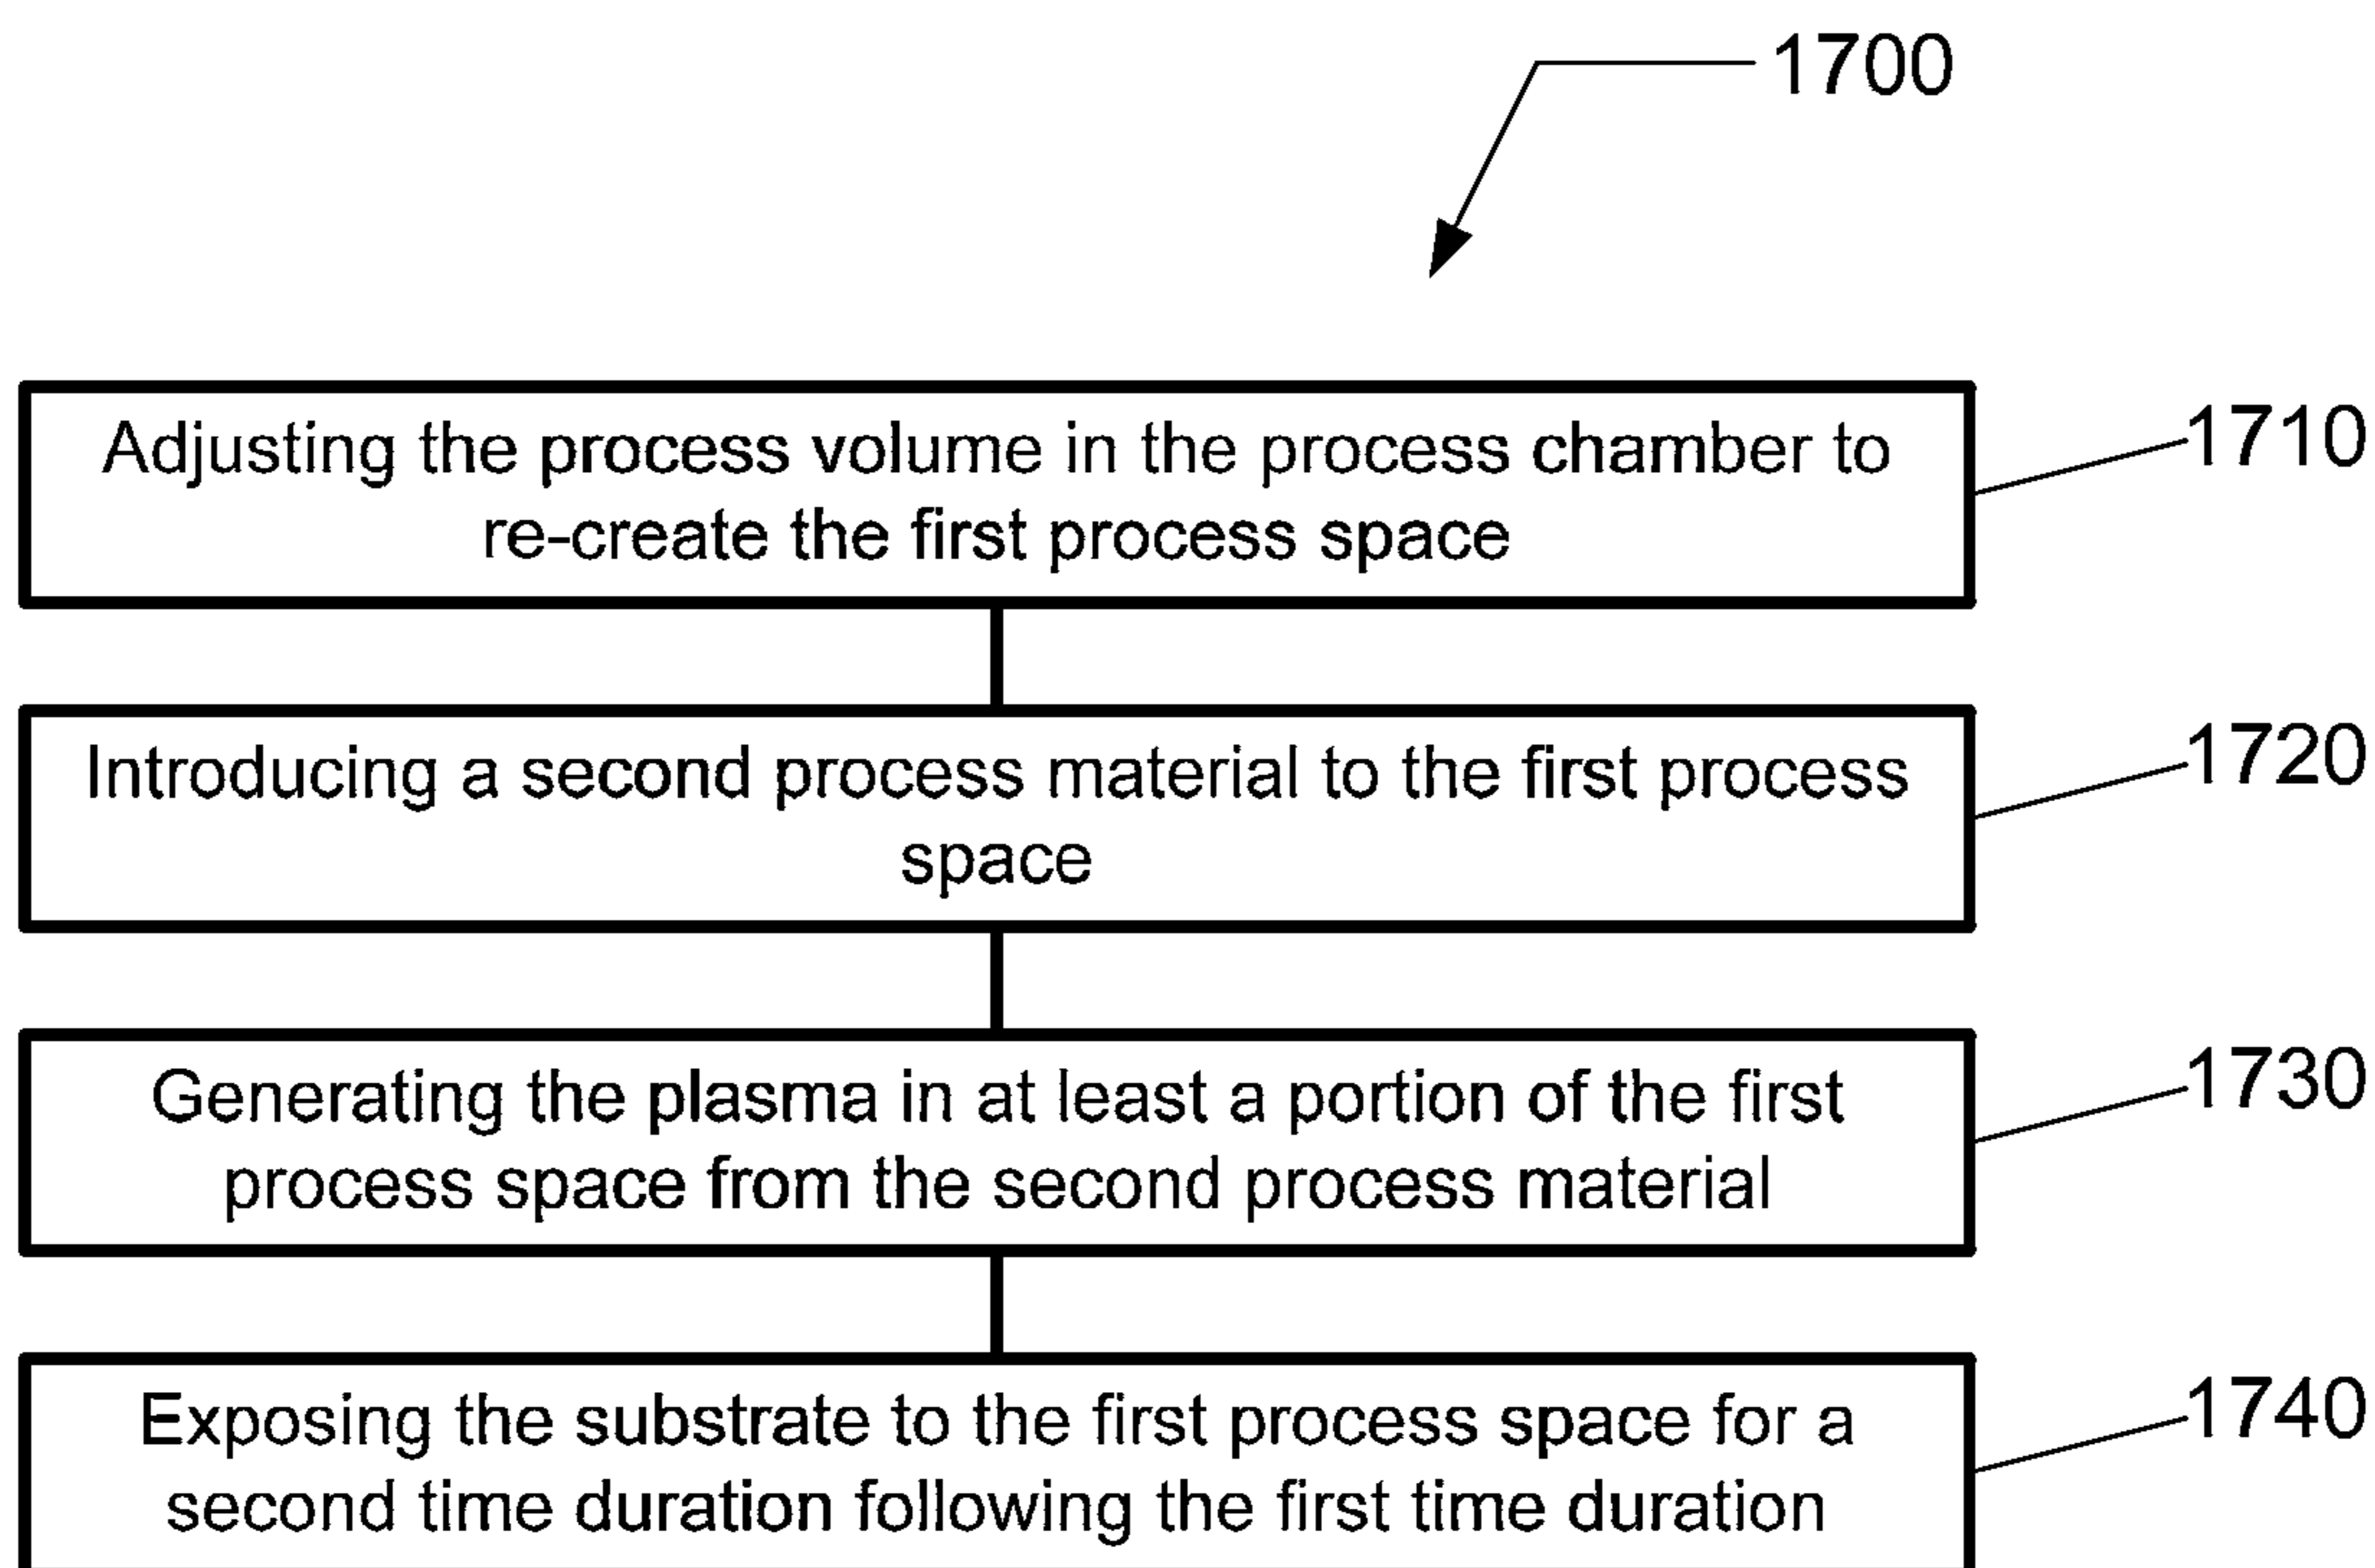 1700
Adjusting the process volume in the process chamber to
re-create the first process space
1710
Introducing a second process material to the first process
space
1720
Generating the plasma in at least a portion of the first
process space from the second process material
1730
Exposing the substrate to the first process space for a
second time duration following the first time duration
1740